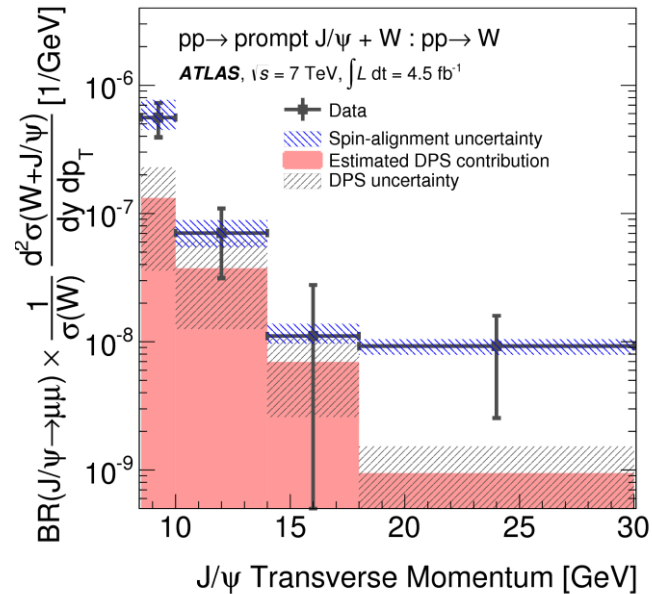 pp→ prompt J/ψ + W : pp→ W
ATLAS, √s = 7 TeV, ∫L dt = 4.5 fb⁻¹
Data
Spin-alignment uncertainty
Estimated DPS contribution
DPS uncertainty
BR(J/ψ→μμ) × 1/σ(W) d²σ(W+J/ψ)/dy dp_T [1/GeV]
10⁻⁶
10⁻⁷
10⁻⁸
10⁻⁹
10 15 20 25 30
J/ψ Transverse Momentum [GeV]